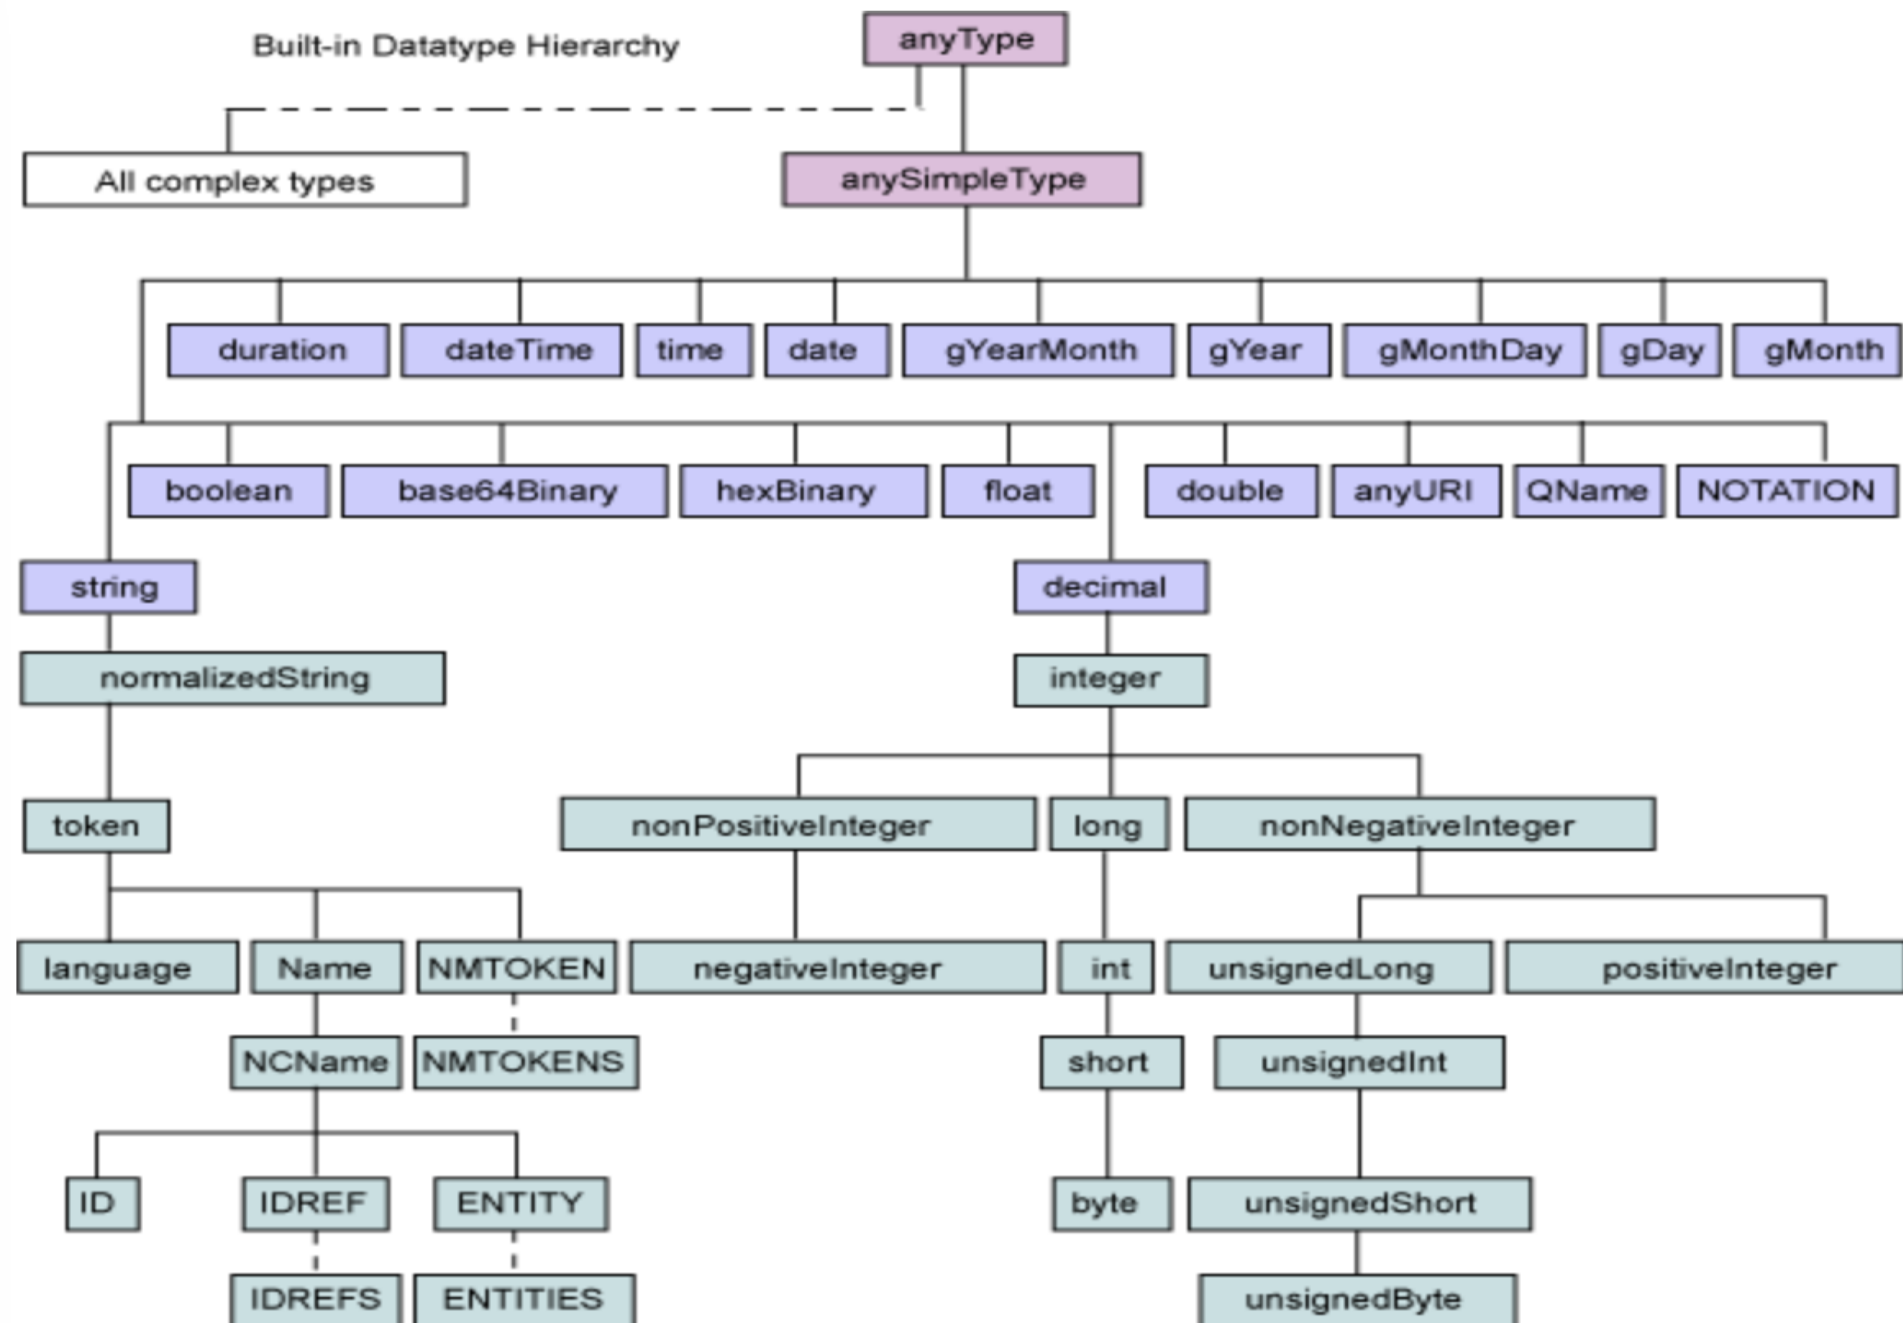 Built-in Datatype Hierarchy
anyType
All complex types
anySimpleType
duration
dateTime
time
date
gYearMonth
gYear
gMonthDay
gDay
gMonth
boolean
base64Binary
hexBinary
float
double
anyURI
QName
NOTATION
string
decimal
normalizedString
integer
token
nonPositiveInteger
long
nonNegativeInteger
language
Name
NMTOKEN
negativeInteger
int
unsignedLong
positiveInteger
NCName
NMTOKENS
short
unsignedInt
ID
IDREF
ENTITY
byte
unsignedShort
IDREFS
ENTITIES
unsignedByte